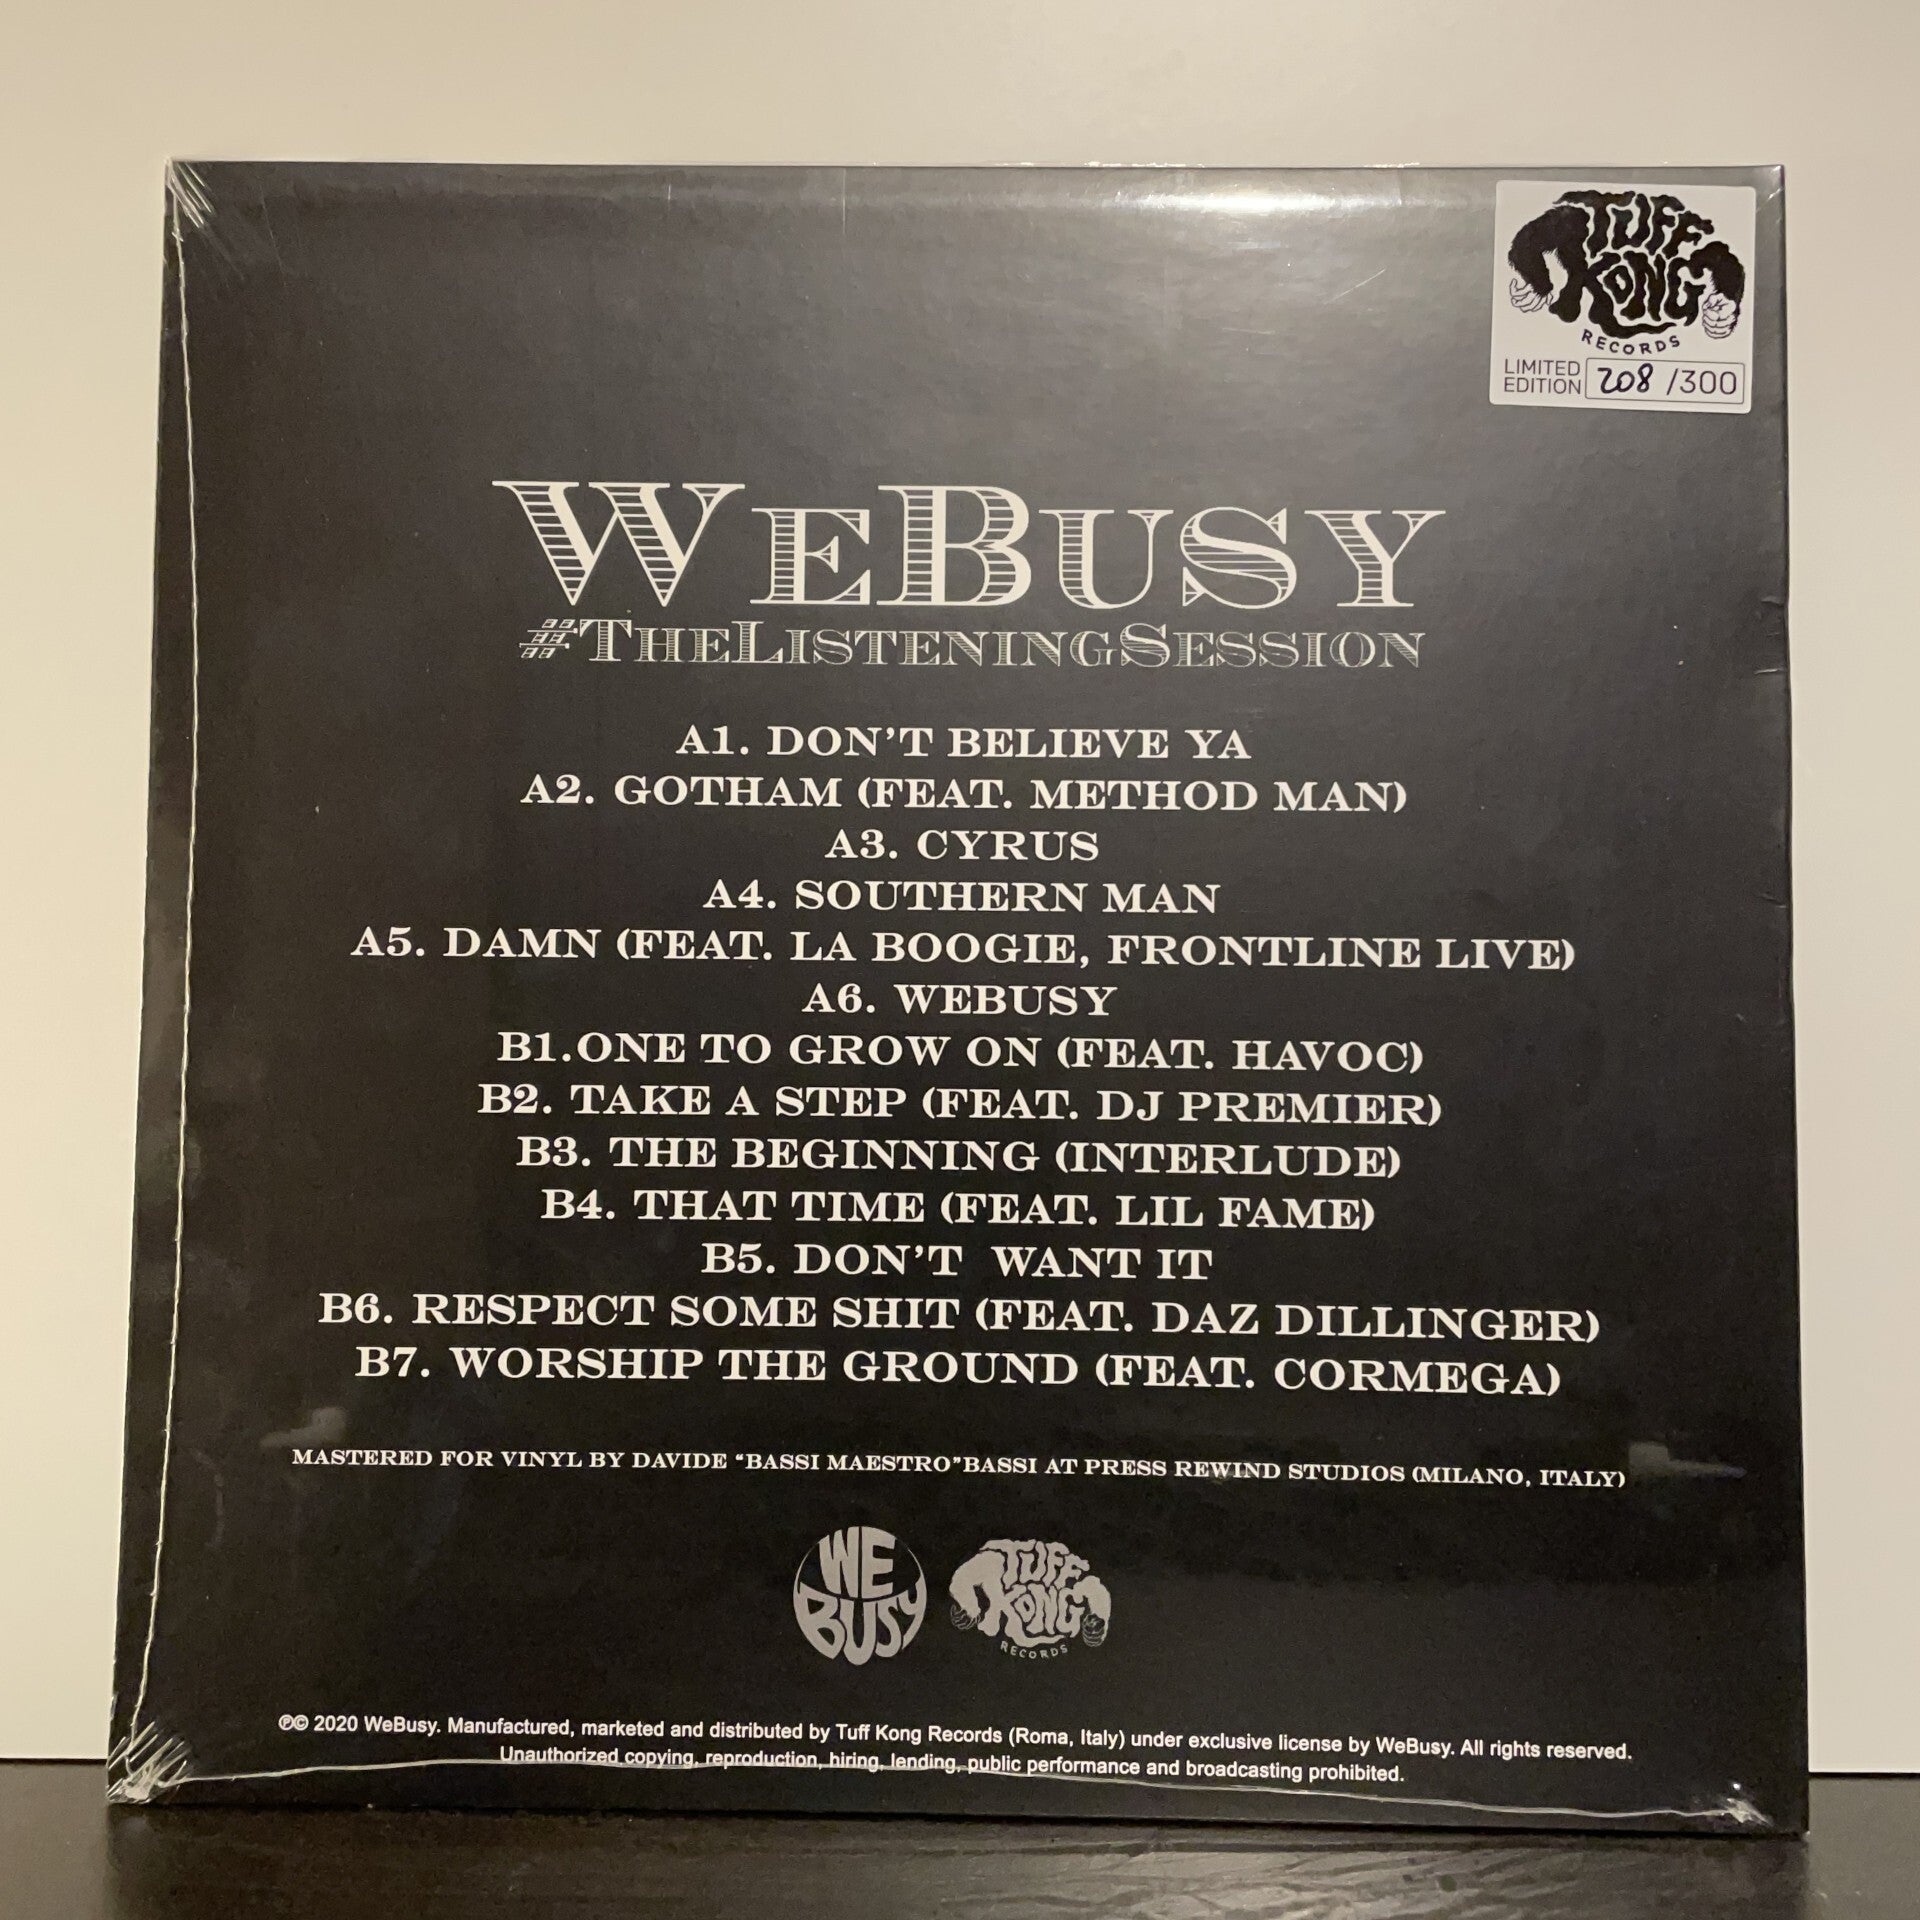 TUFF
KONG
RECORDS
LIMITED
EDITION 208 /300
WEBUSY
#THELISTENINGSESSION
A1. DON'T BELIEVE YA
A2. GOTHAM (FEAT. METHOD MAN)
A3. CYRUS
A4. SOUTHERN MAN
A5. DAMN (FEAT. LA BOOGIE, FRONTLINE LIVE)
A6. WEBUSY
B1.ONE TO GROW ON (FEAT. HAVOC)
B2. TAKE A STEP (FEAT. DJ PREMIER)
B3. THE BEGINNING (INTERLUDE)
B4. THAT TIME (FEAT. LIL FAME)
B5. DON'T WANT IT
B6. RESPECT SOME SHIT (FEAT. DAZ DILLINGER)
B7. WORSHIP THE GROUND (FEAT. CORMEGA)
MASTERED FOR VINYL BY DAVIDE "BASSI MAESTRO"BASSI AT PRESS REWIND STUDIOS (MILANO, ITALY)
WE
BUSY
TUFF
KONG
RECORDS
℗© 2020 WeBusy. Manufactured, marketed and distributed by Tuff Kong Records (Roma, Italy) under exclusive license by WeBusy. All rights reserved.
Unauthorized copying, reproduction, hiring, lending, public performance and broadcasting prohibited.